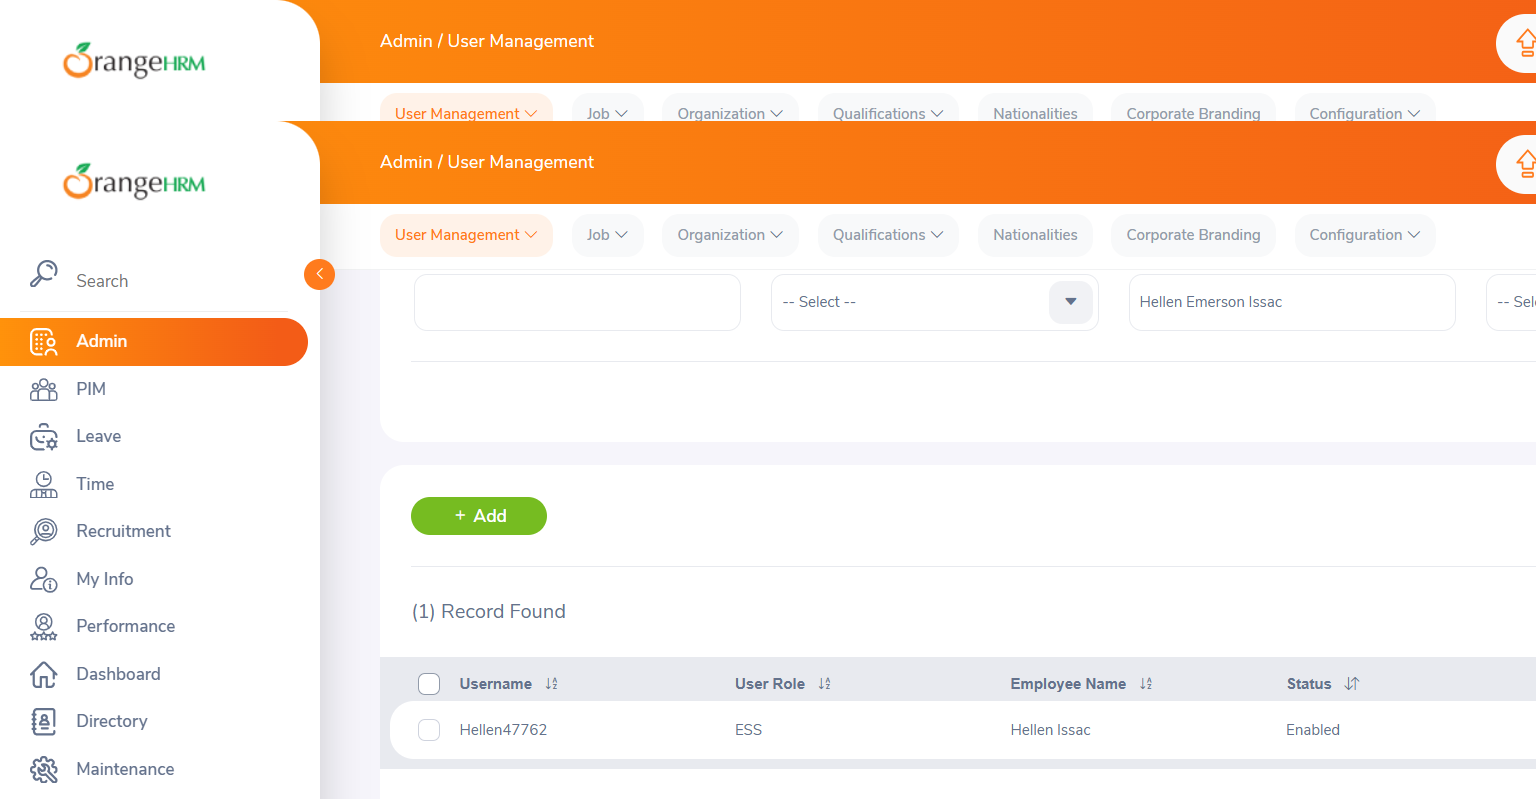 OrangeHRM
Admin / User Management
User Management Job Organization Qualifications Nationalities Corporate Branding Configuration
OrangeHRM
Admin / User Management
User Management Job Organization Qualifications Nationalities Corporate Branding Configuration
Search
-- Select -- Hellen Emerson Issac -- Sele
Admin
PIM
Leave
Time
Recruitment
My Info
Performance
Dashboard
Directory
Maintenance
+ Add
(1) Record Found
Username User Role Employee Name Status
Hellen47762 ESS Hellen Issac Enabled